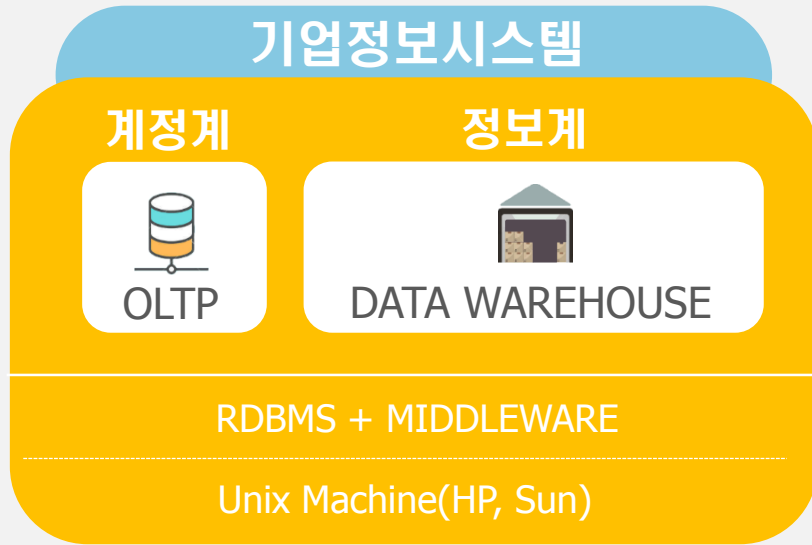 기업정보시스템
계정계
정보계
OLTP
DATA WAREHOUSE
RDBMS + MIDDLEWARE
Unix Machine(HP, Sun)